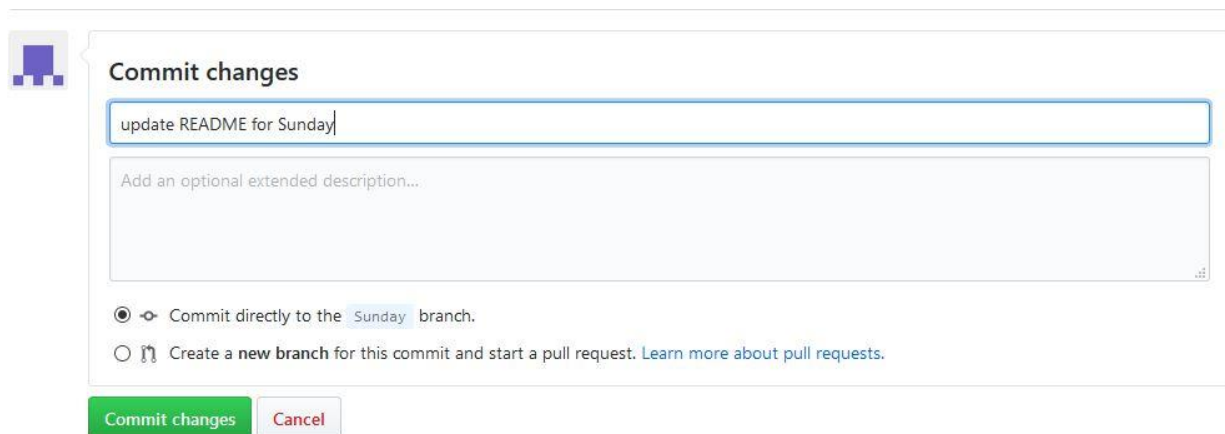 Commit changes
update README for Sunday
Add an optional extended description...
Commit directly to the Sunday branch.
Create a new branch for this commit and start a pull request. Learn more about pull requests.
Commit changes Cancel